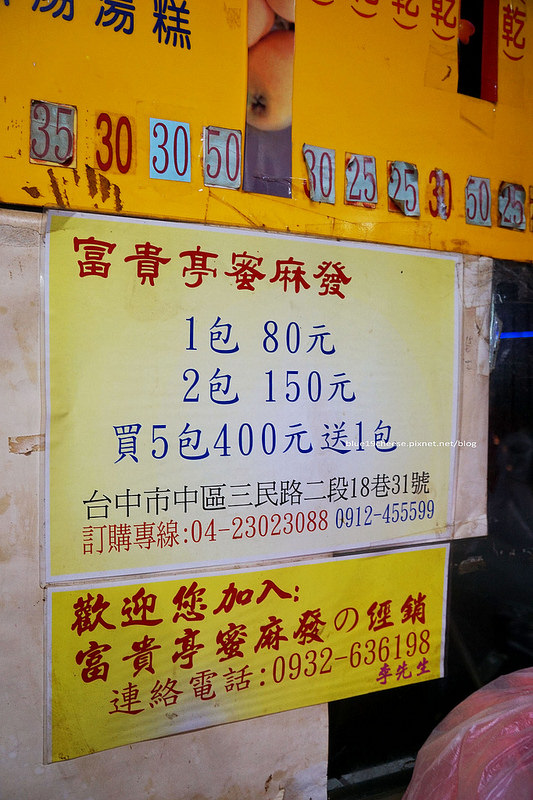 湯湯糕
乾乾乾乾
35 30 30 50 30 25 25 30 50 25
富貴亭蜜麻發
1包 80元
2包 150元
買5包400元送1包
blue19cheese.pixnet.net/blog
台中市中區三民路二段18巷31號
訂購專線:04-23023088 0912-455599
歡迎您加入:
富貴亭蜜麻發の經銷
連絡電話:0932-636198
李先生